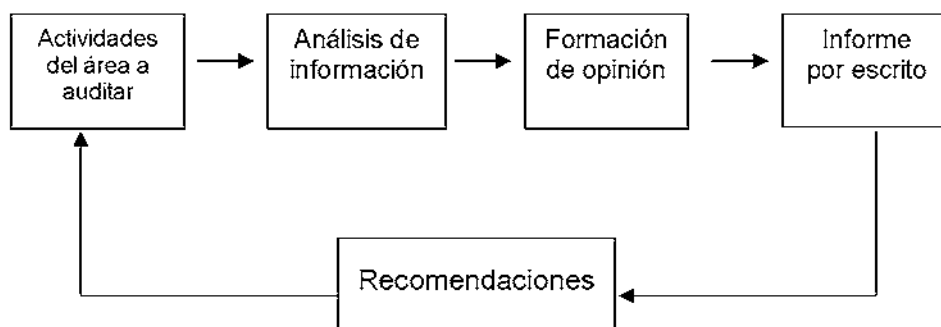 Actividades
del área a
auditar
Análisis de
información
Formación
de opinión
Informe
por escrito
Recomendaciones